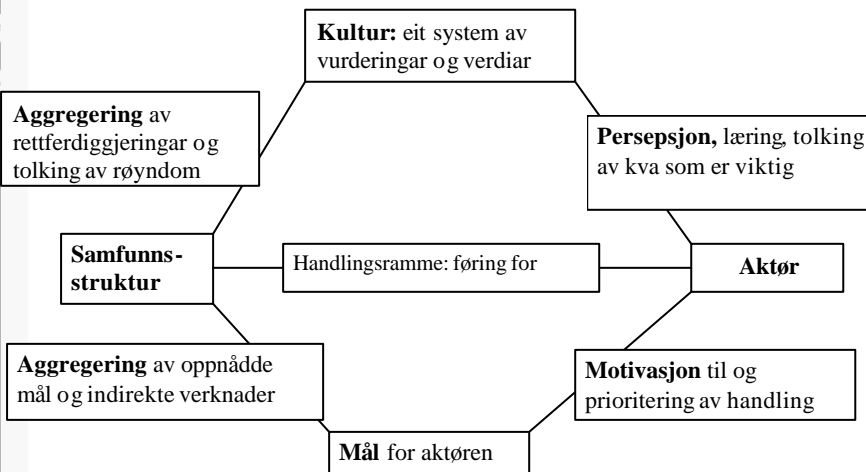 Kultur: eit system av
vurderingar og verdiar
Aggregering av
rettferdiggjeringar og
tolking av røyndom
Persepsjon, læring, tolking
av kva som er viktig
Samfunns-
struktur
Handlingsramme: føring for
Aktør
Aggregering av oppnådde
mål og indirekte verknader
Motivasjon til og
prioritering av handling
Mål for aktøren